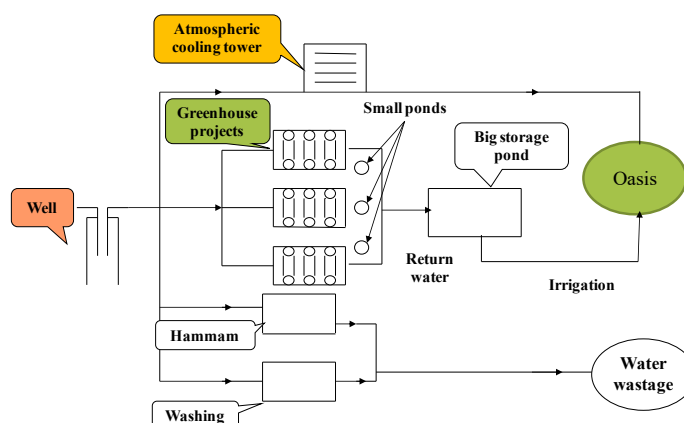 Atmospheric
cooling tower
Greenhouse
projects
Small ponds
Big storage
pond
Oasis
Well
Return
water
Irrigation
Hammam
Water
wastage
Washing